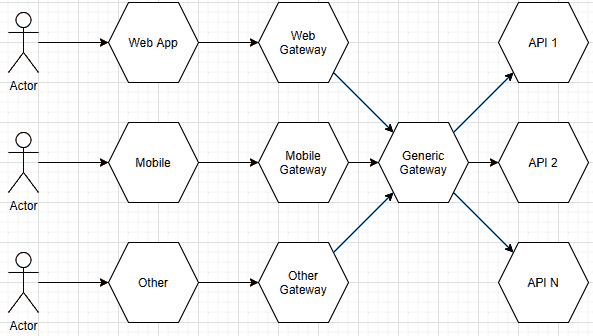 Actor
Web App
Web
Gateway
API 1
Actor
Mobile
Mobile
Gateway
Generic
Gateway
API 2
Actor
Other
Other
Gateway
API N